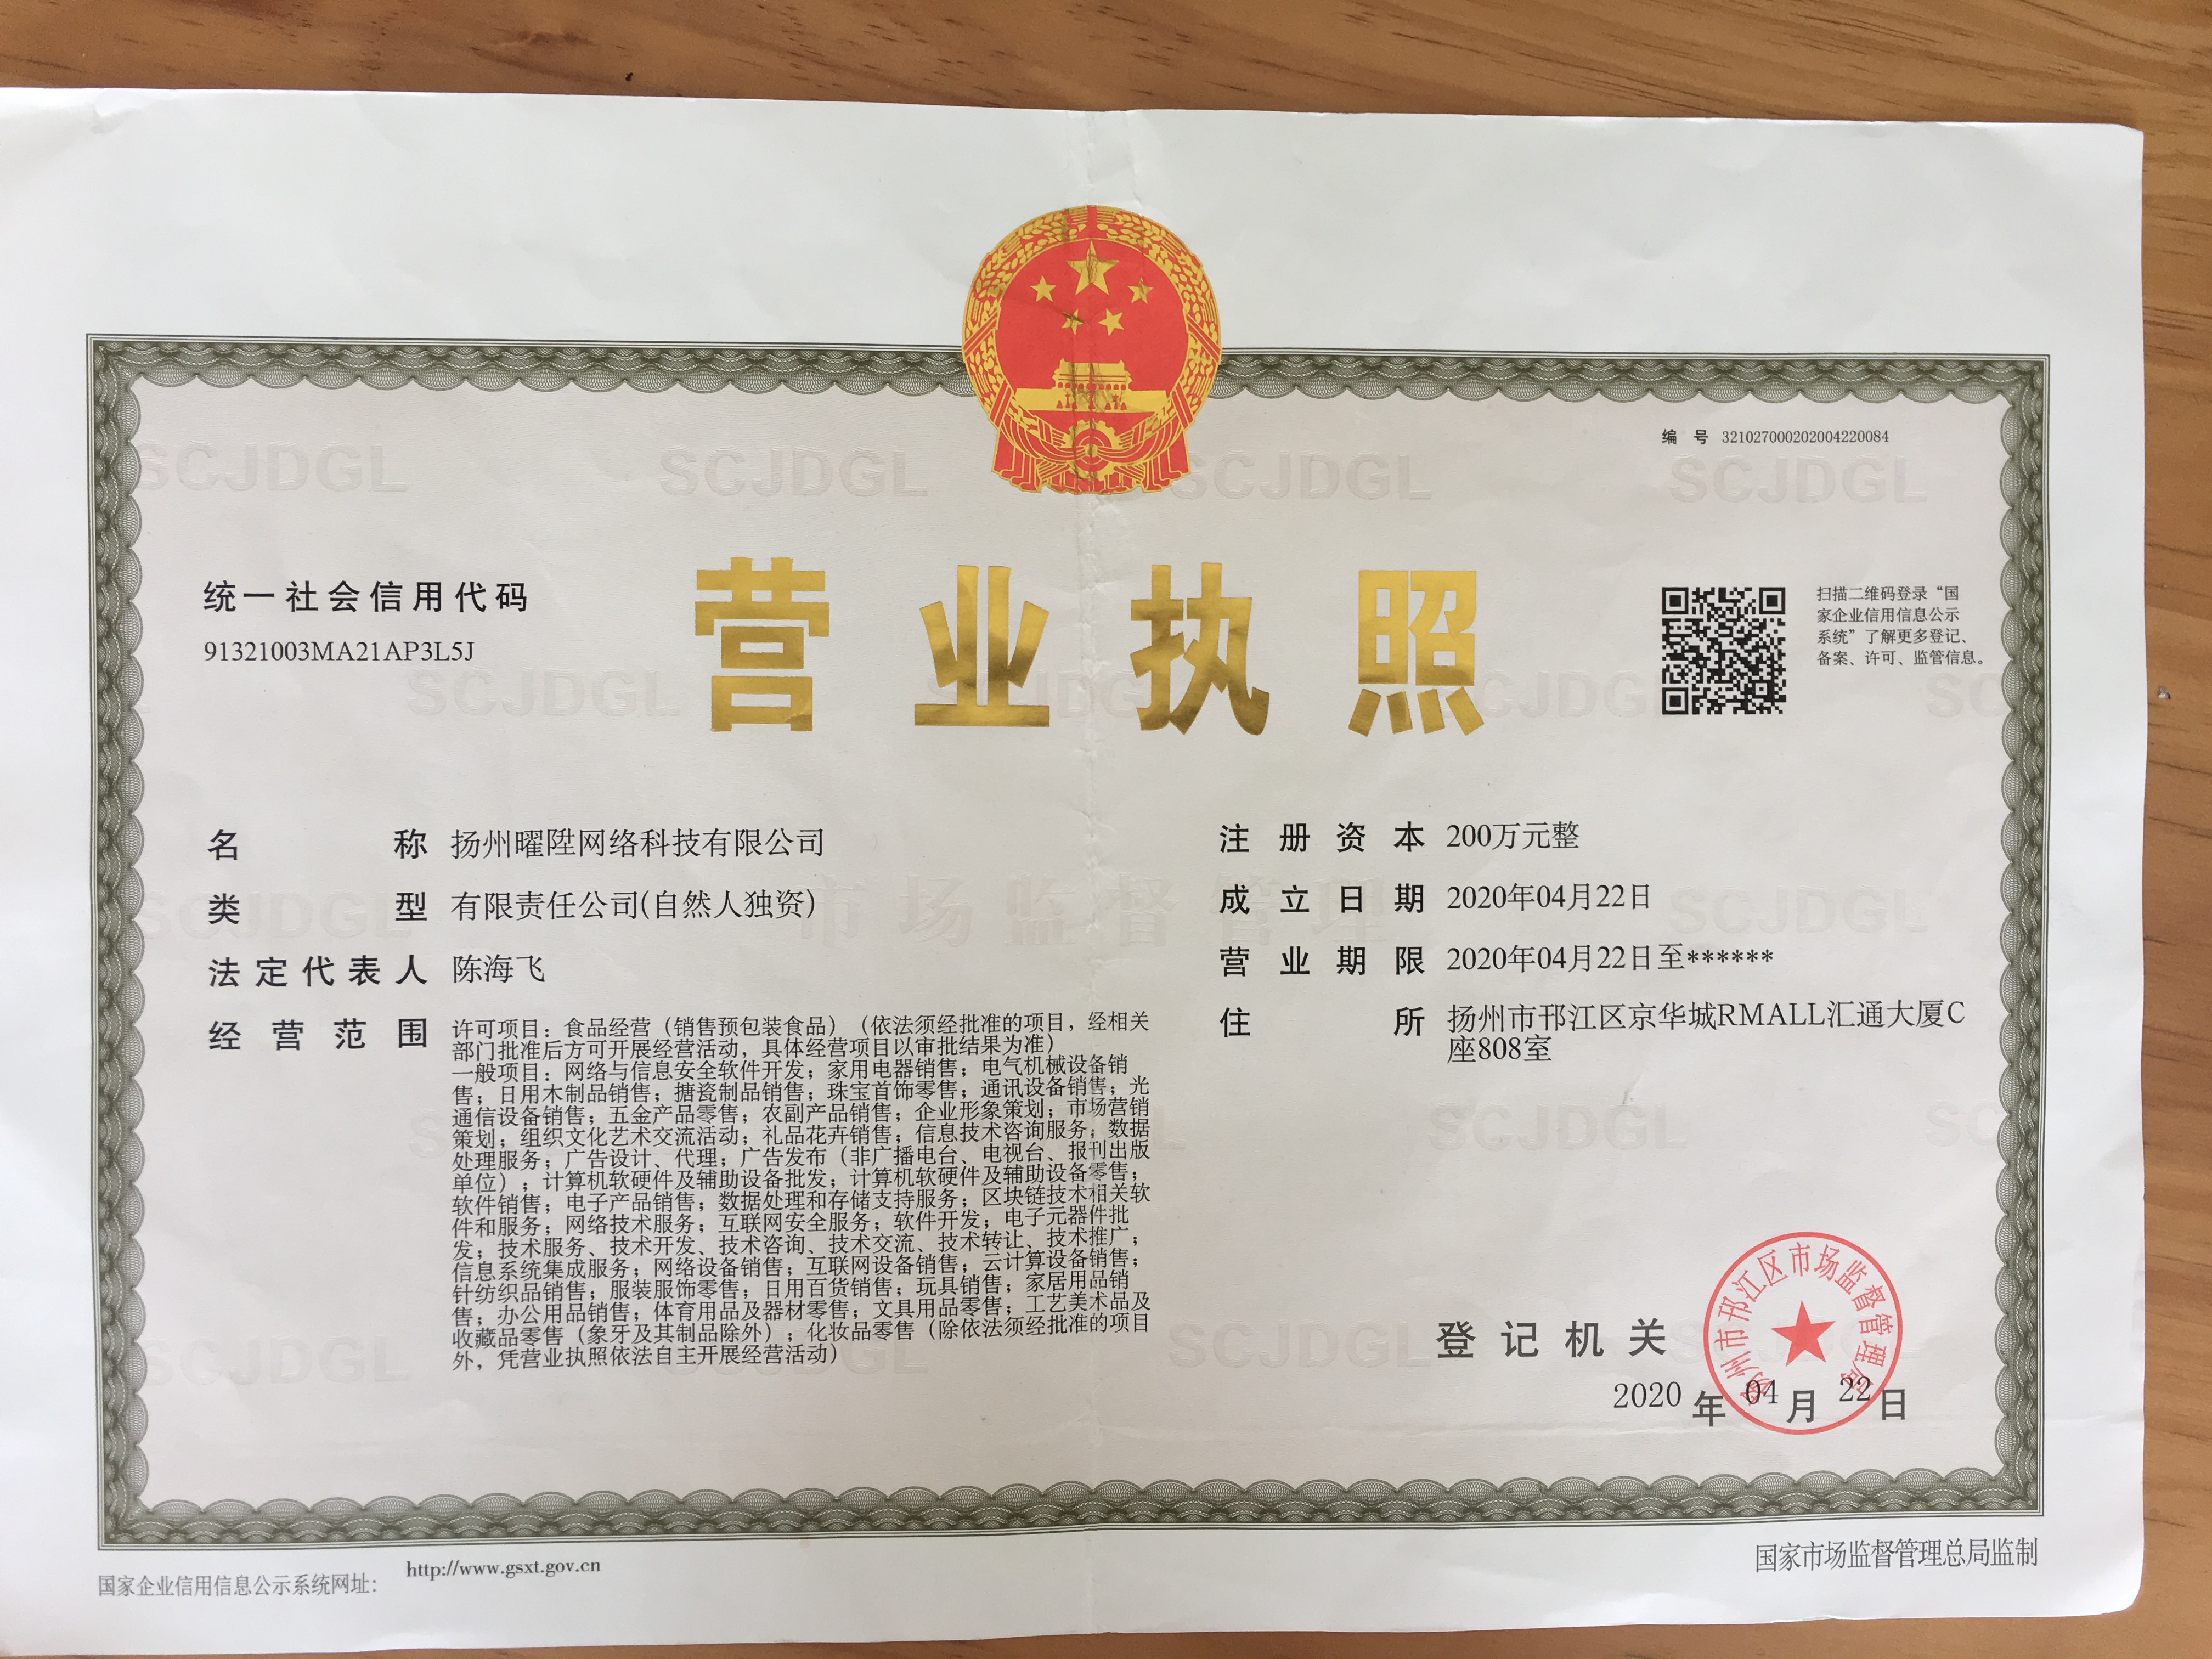 编 号 321027000202004220084
统一社会信用代码
91321003MA21AP3L5J
营业执照
扫描二维码登录“国
家企业信用信息公示
系统”了解更多登记、
备案、许可、监管信息。
名 称 扬州曜陞网络科技有限公司
类 型 有限责任公司(自然人独资)
法定代表人 陈海飞
经营范围 许可项目：食品经营（销售预包装食品）（依法须经批准的项目，经相关
部门批准后方可开展经营活动，具体经营项目以审批结果为准）
一般项目：网络与信息安全软件开发；家用电器销售；电气机械设备销
售；日用木制品销售；搪瓷制品销售；珠宝首饰零售；通讯设备销售；光
通信设备销售；五金产品零售；农副产品销售；企业形象策划；市场营销
策划；组织文化艺术交流活动；礼品花卉销售；信息技术咨询服务；数据
处理服务；广告设计、代理；广告发布（非广播电台、电视台、报刊出版
单位）；计算机软硬件及辅助设备批发；计算机软硬件及辅助设备零售；
软件销售；电子产品销售；数据处理和存储支持服务；区块链技术相关软
件和服务；网络技术服务；互联网安全服务；软件开发；电子元器件批
发；技术服务、技术开发、技术咨询、技术交流、技术转让、技术推广；
信息系统集成服务；网络设备销售；互联网设备销售；云计算设备销售；
针纺织品销售；服装服饰零售；日用百货销售；玩具销售；家居用品销
售；办公用品销售；体育用品及器材零售；文具用品零售；工艺美术品及
收藏品零售（象牙及其制品除外）；化妆品零售（除依法须经批准的项目
外，凭营业执照依法自主开展经营活动）
注册资本 200万元整
成立日期 2020年04月22日
营业期限 2020年04月22日至******
住 所 扬州市邗江区京华城RMALL汇通大厦C
座808室
登记机关
扬州市邗江区市场监督管理局
2020 年 04 月 22 日
国家企业信用信息公示系统网址： http://www.gsxt.gov.cn
国家市场监督管理总局监制
SCJDGL
市场监督管理